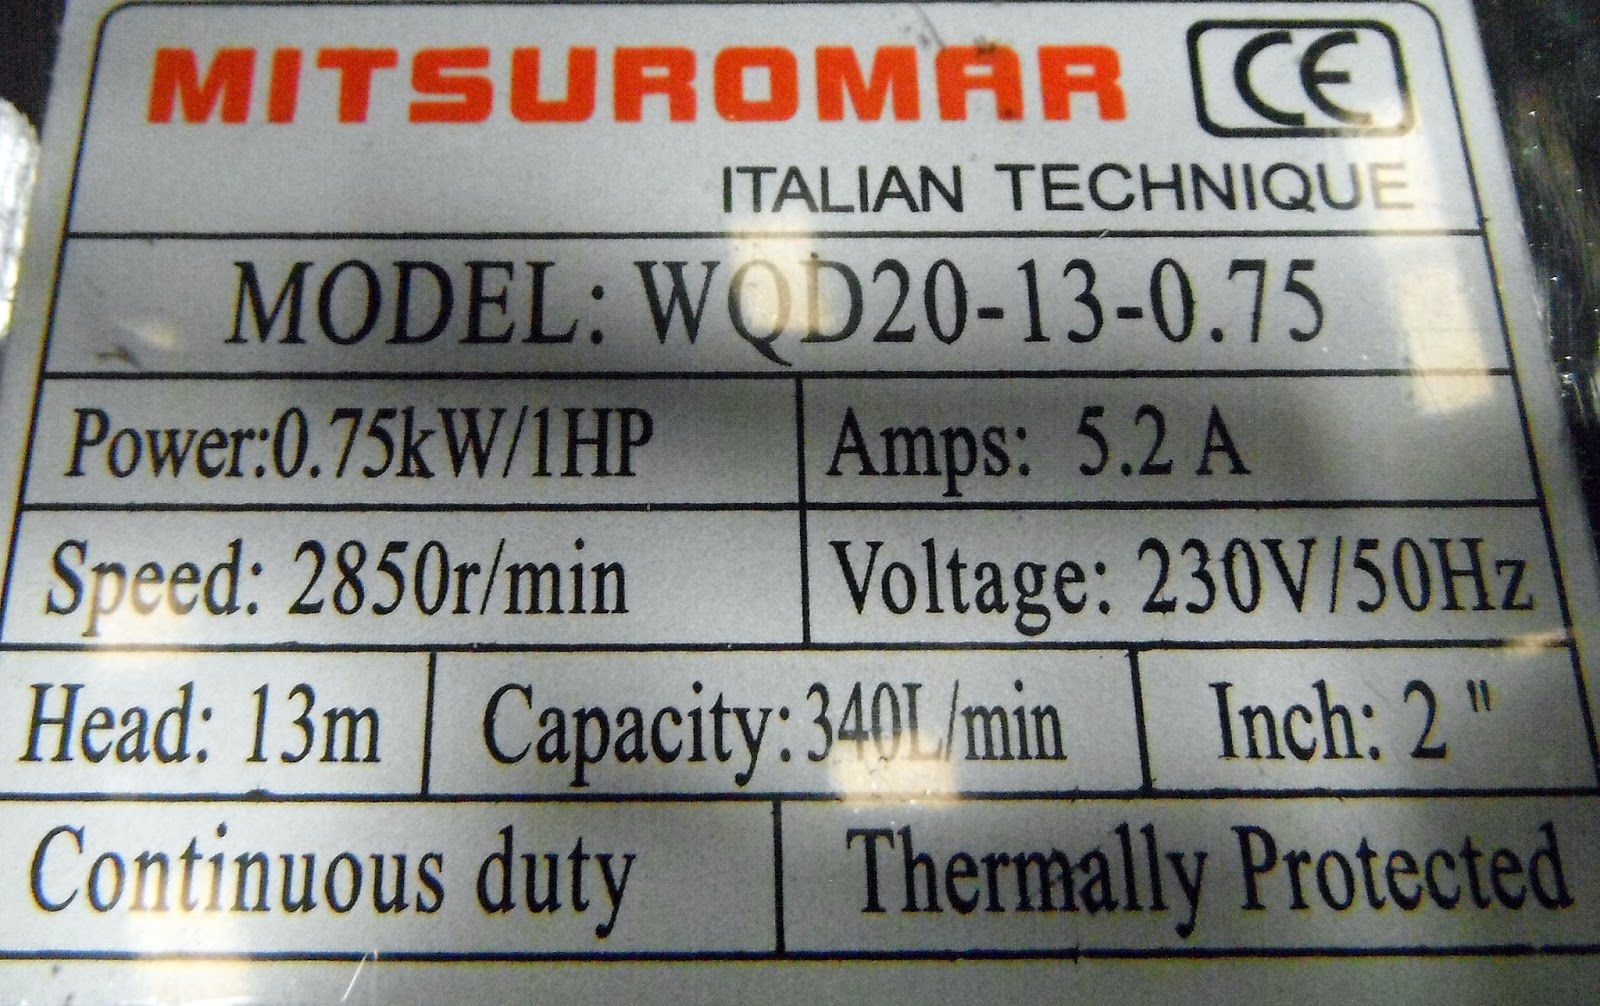 MITSUROMAR CE
ITALIAN TECHNIQUE
MODEL: WQD20-13-0.75
Power:0.75kW/1HP Amps: 5.2 A
Speed: 2850r/min Voltage: 230V/50Hz
Head: 13m Capacity:340L/min Inch: 2 "
Continuous duty Thermally Protected